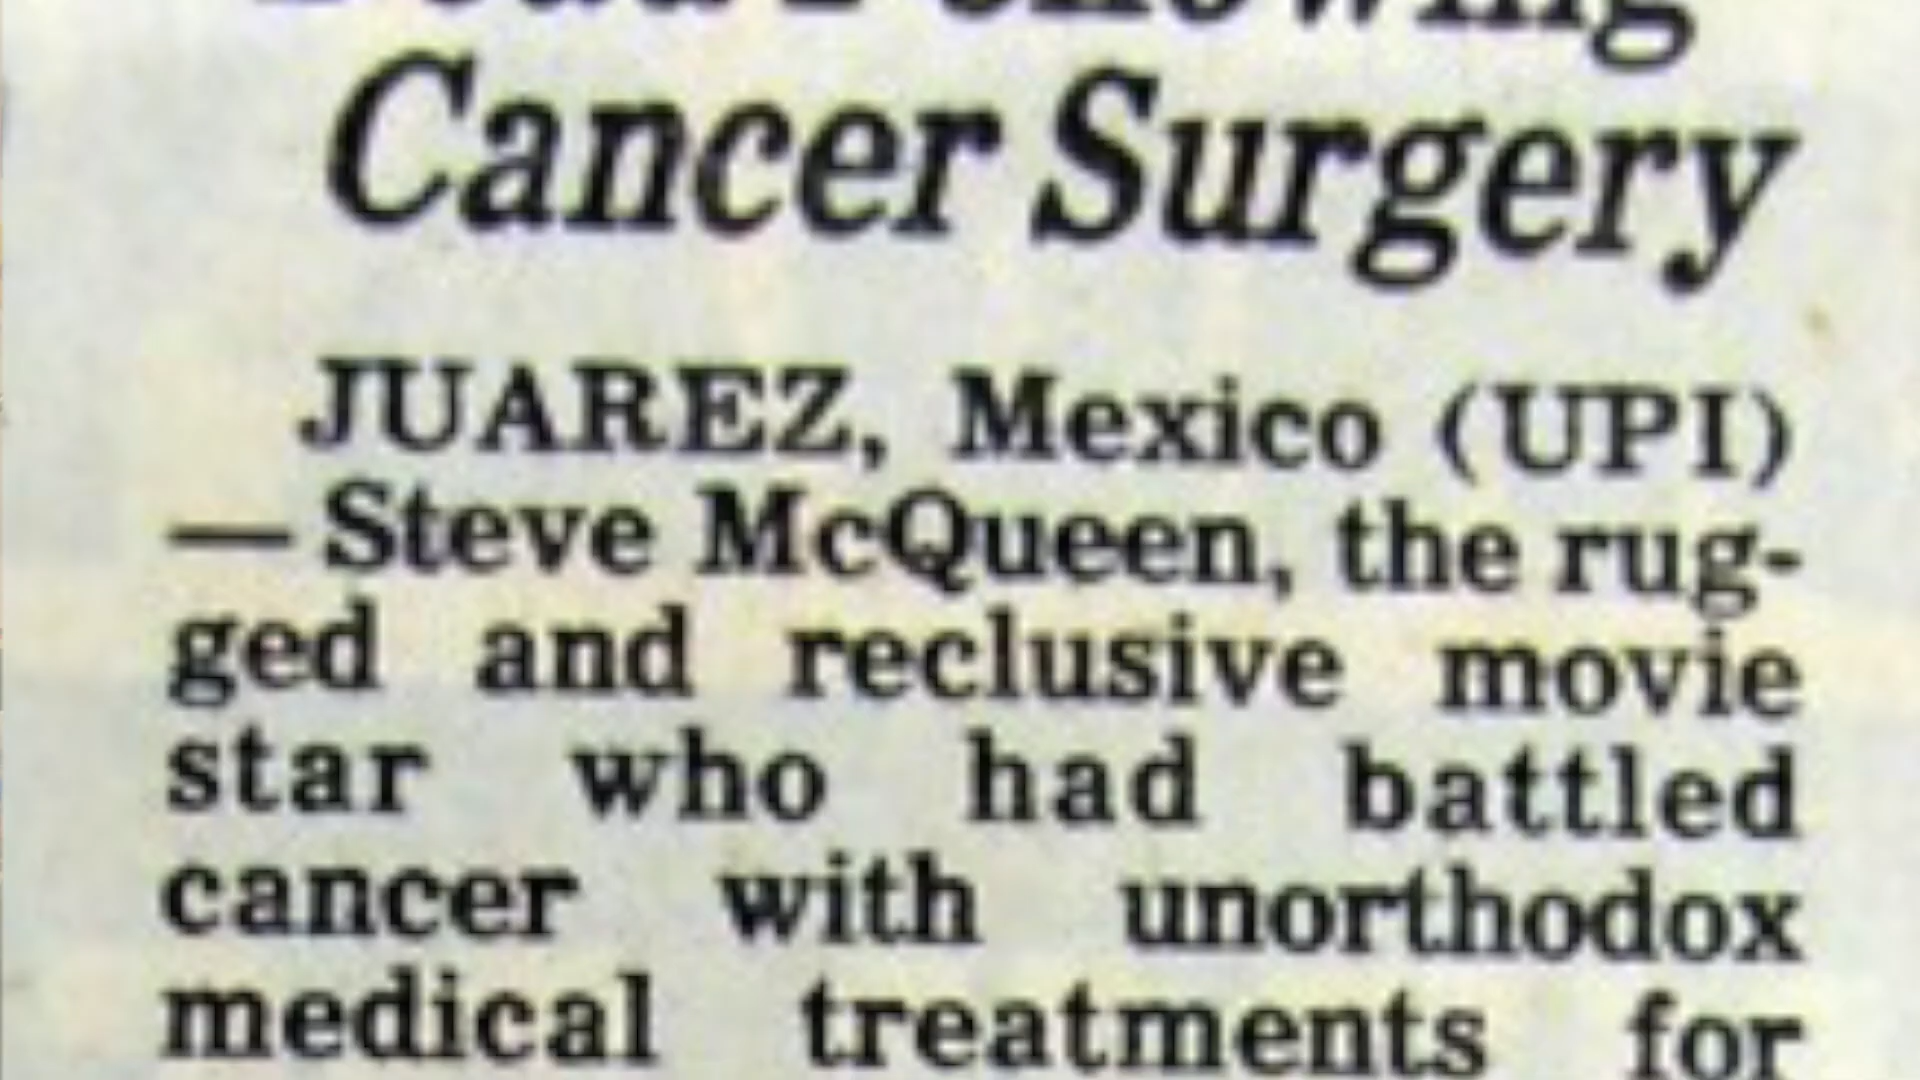 Cancer Surgery
JUAREZ, Mexico (UPI)
— Steve McQueen, the rug-
ged and reclusive movie
star who had battled
cancer with unorthodox
medical treatments for